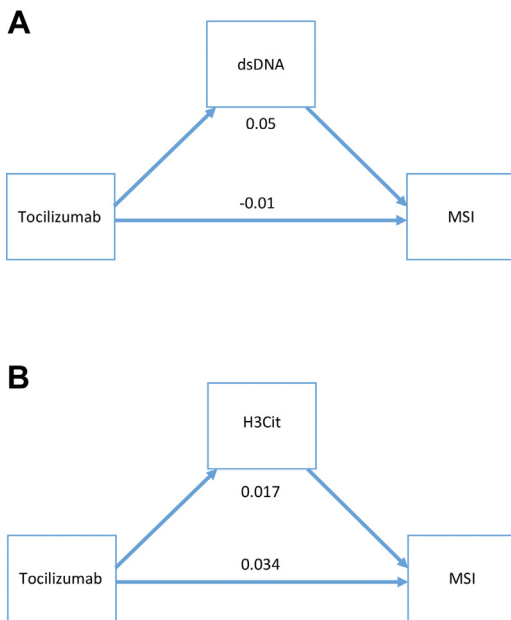 A
dsDNA
0.05
Tocilizumab
-0.01
MSI
B
H3Cit
0.017
Tocilizumab
0.034
MSI